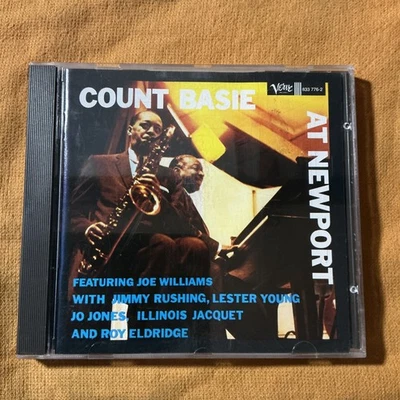 Verve
833 776-2
COUNT BASIE
AT NEWPORT
FEATURING JOE WILLIAMS
WITH JIMMY RUSHING, LESTER YOUNG
JO JONES, ILLINOIS JACQUET
AND ROY ELDRIDGE